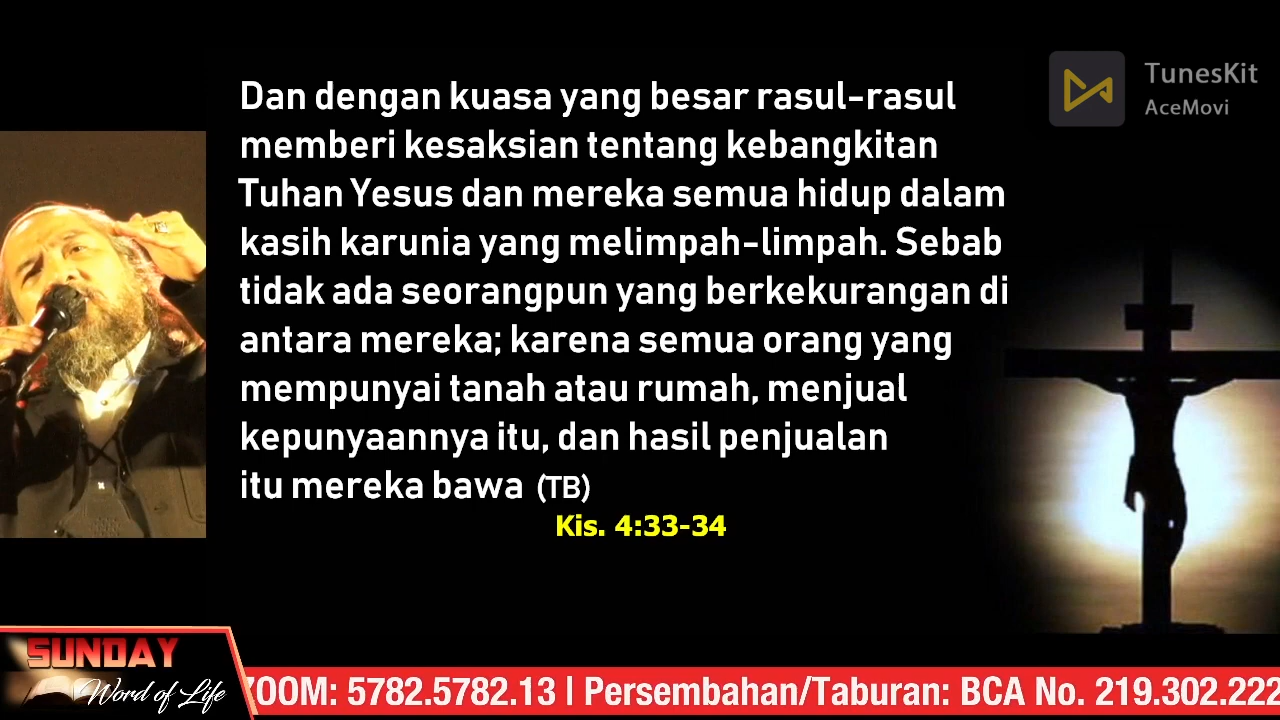 Dan dengan kuasa yang besar rasul-rasul
memberi kesaksian tentang kebangkitan
Tuhan Yesus dan mereka semua hidup dalam
kasih karunia yang melimpah-limpah. Sebab
tidak ada seorangpun yang berkekurangan di
antara mereka; karena semua orang yang
mempunyai tanah atau rumah, menjual
kepunyaannya itu, dan hasil penjualan
itu mereka bawa (TB)
Kis. 4:33-34
TunesKit
AceMovi
SUNDAY
Word of Life
ZOOM: 5782.5782.13 | Persembahan/Taburan: BCA No. 219.302.222